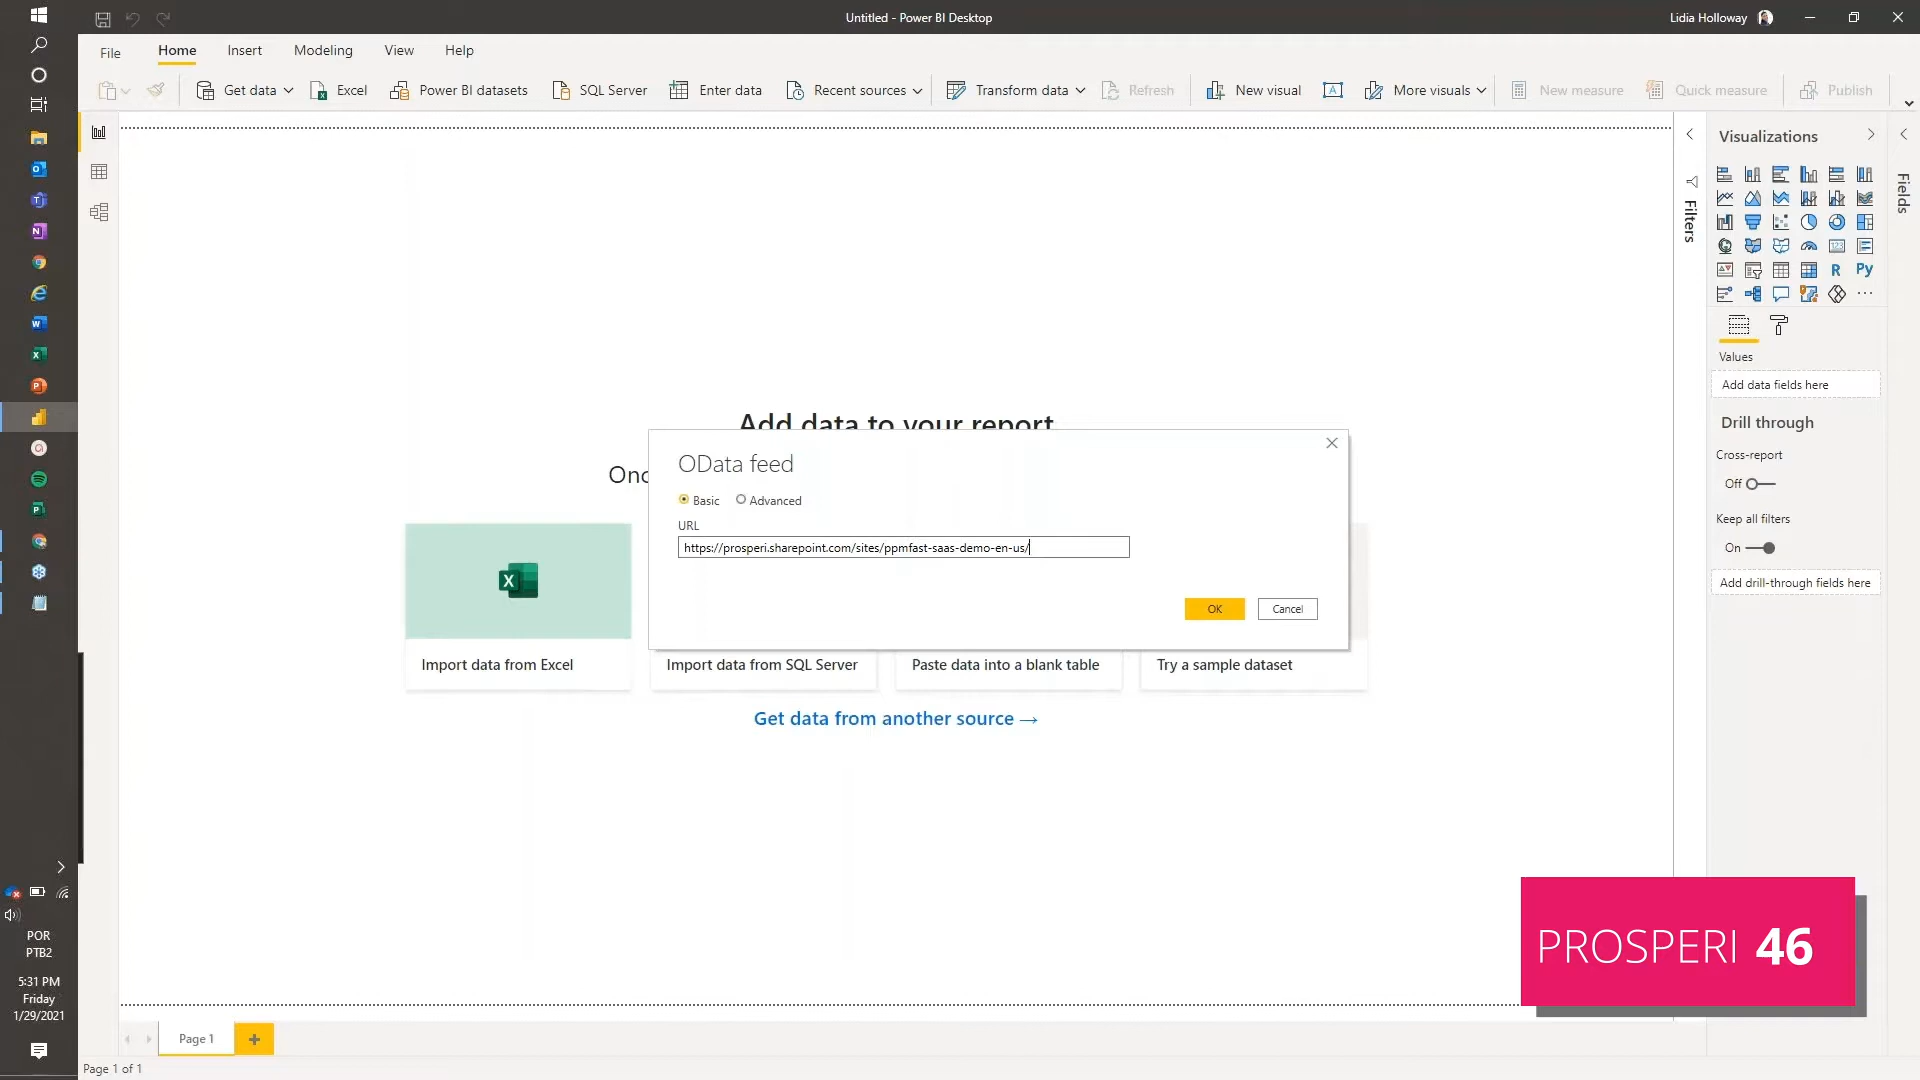 Untitled - Power BI Desktop
Lidia Holloway
File
Home
Insert
Modeling
View
Help
Get data
Excel
Power BI datasets
SQL Server
Enter data
Recent sources
Transform data
Refresh
New visual
More visuals
New measure
Quick measure
Publish
Add data to your report
Onc
OData feed
Basic
Advanced
URL
https://prosperi.sharepoint.com/sites/ppmfast-saas-demo-en-us/
OK
Cancel
Import data from Excel
Import data from SQL Server
Paste data into a blank table
Try a sample dataset
Get data from another source →
Filters
Visualizations
R
Py
Values
Add data fields here
Drill through
Cross-report
Off
Keep all filters
On
Add drill-through fields here
Fields
PROSPERI 46
POR
PTB2
5:31 PM
Friday
1/29/2021
Page 1
Page 1 of 1